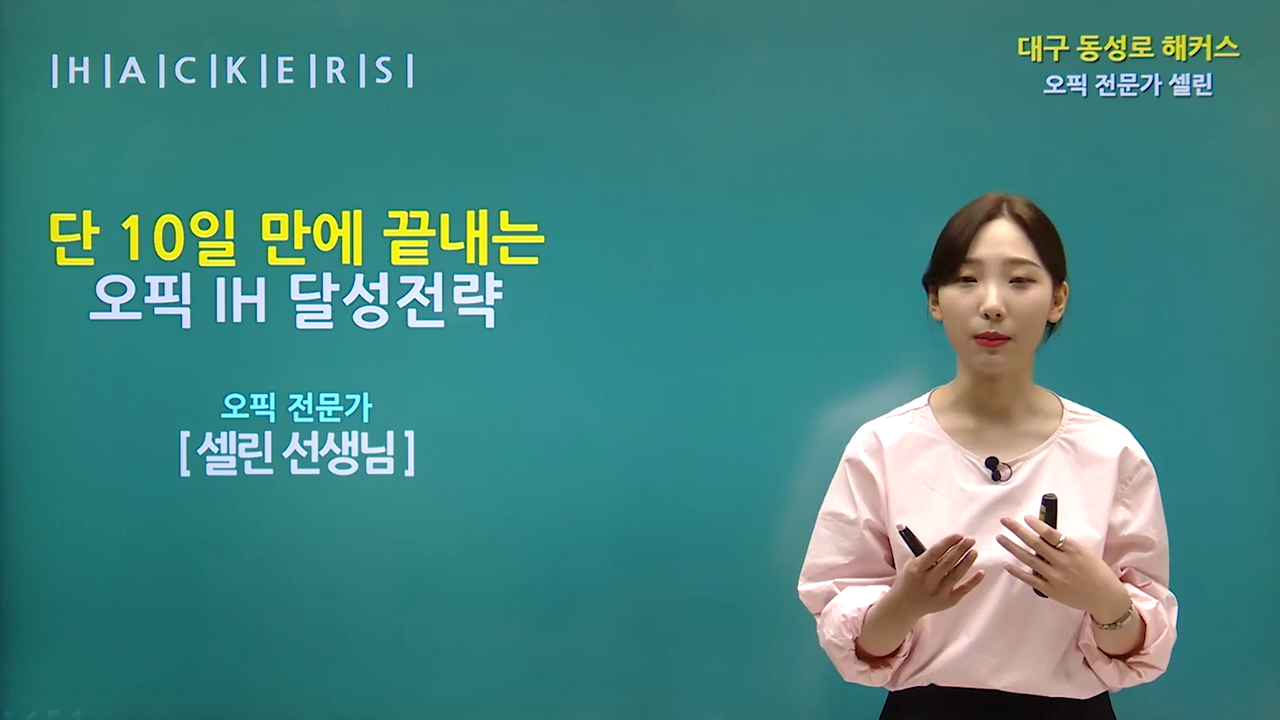 |H|A|C|K|E|R|S|
대구 동성로 해커스
오픽 전문가 셀린
단 10일 만에 끝내는
오픽 IH 달성전략
오픽 전문가
[ 셀린 선생님 ]